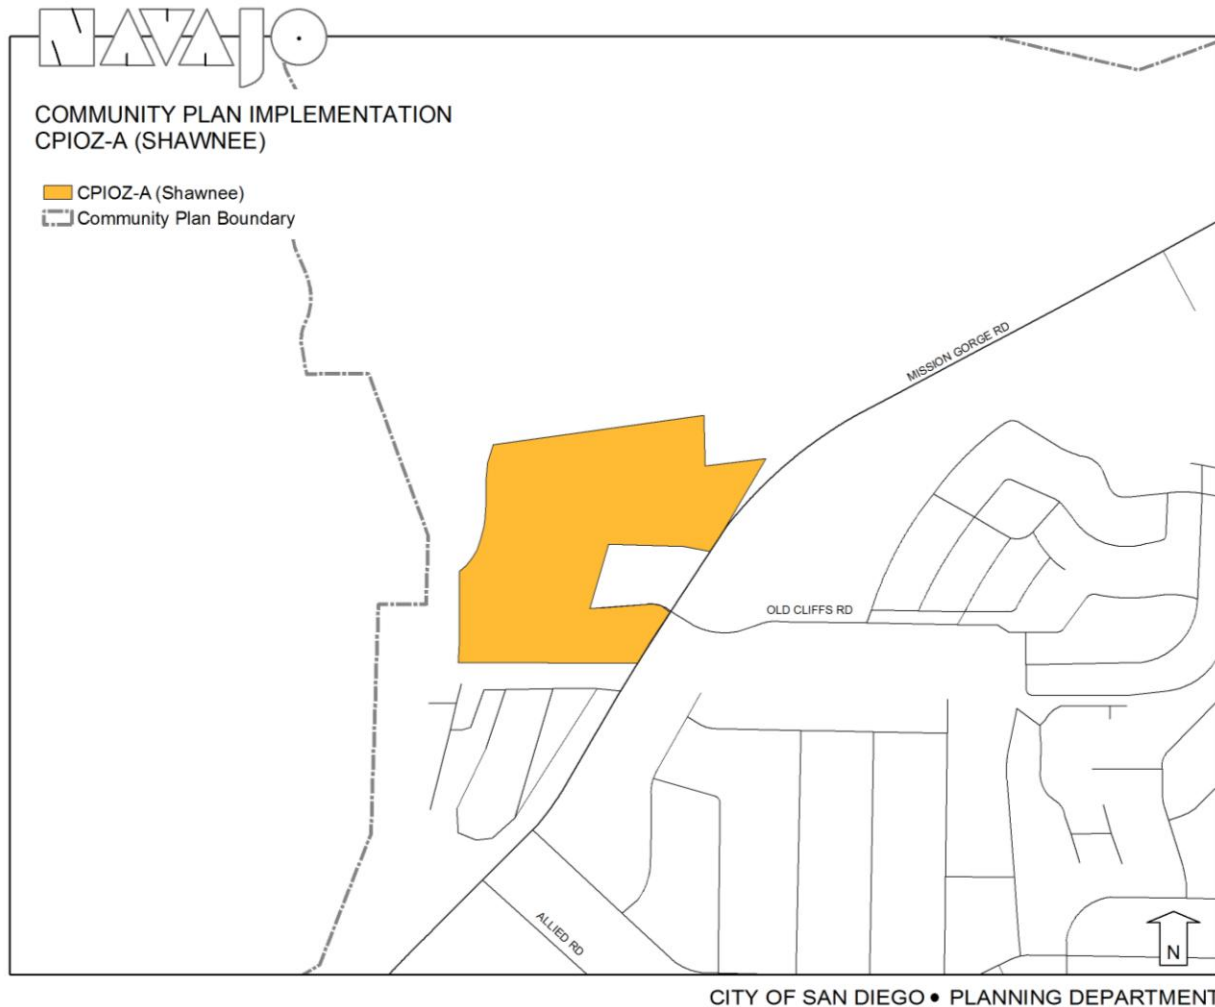 NAVAJO
COMMUNITY PLAN IMPLEMENTATION
CPIOZ-A (SHAWNEE)
CPIOZ-A (Shawnee)
Community Plan Boundary
MISSION GORGE RD
OLD CLIFFS RD
ALLIED RD
N
CITY OF SAN DIEGO • PLANNING DEPARTMENT